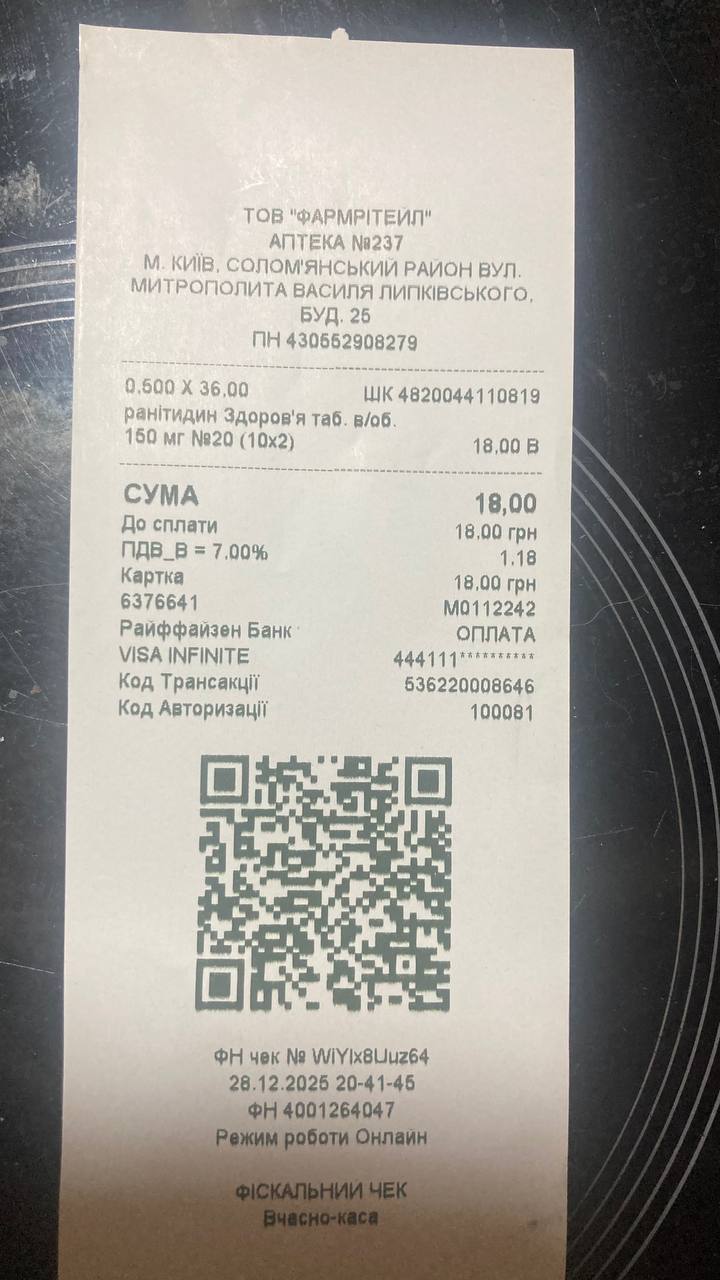 ТОВ "ФАРМРІТЕЙЛ"
АПТЕКА №237
М. КИЇВ, СОЛОМ'ЯНСЬКИЙ РАЙОН ВУЛ.
МИТРОПОЛИТА ВАСИЛЯ ЛИПКІВСЬКОГО,
БУД. 25
ПН 430552908279
0.500 X 36,00 ШК 4820044110819
ранітидин Здоров'я таб. в/об.
150 мг №20 (10х2) 18,00 В
СУМА 18,00
До сплати 18,00 грн
ПДВ_В = 7.00% 1,18
Картка 18,00 грн
6376641 M0112242
Райффайзен Банк ОПЛАТА
VISA INFINITE 444111**********
Код Трансакції 536220008646
Код Авторизації 100081
ФН чек № WiYlx8Uuz64
28.12.2025 20-41-45
ФН 4001264047
Режим роботи Онлайн
ФІСКАЛЬНИЙ ЧЕК
Вчасно-каса